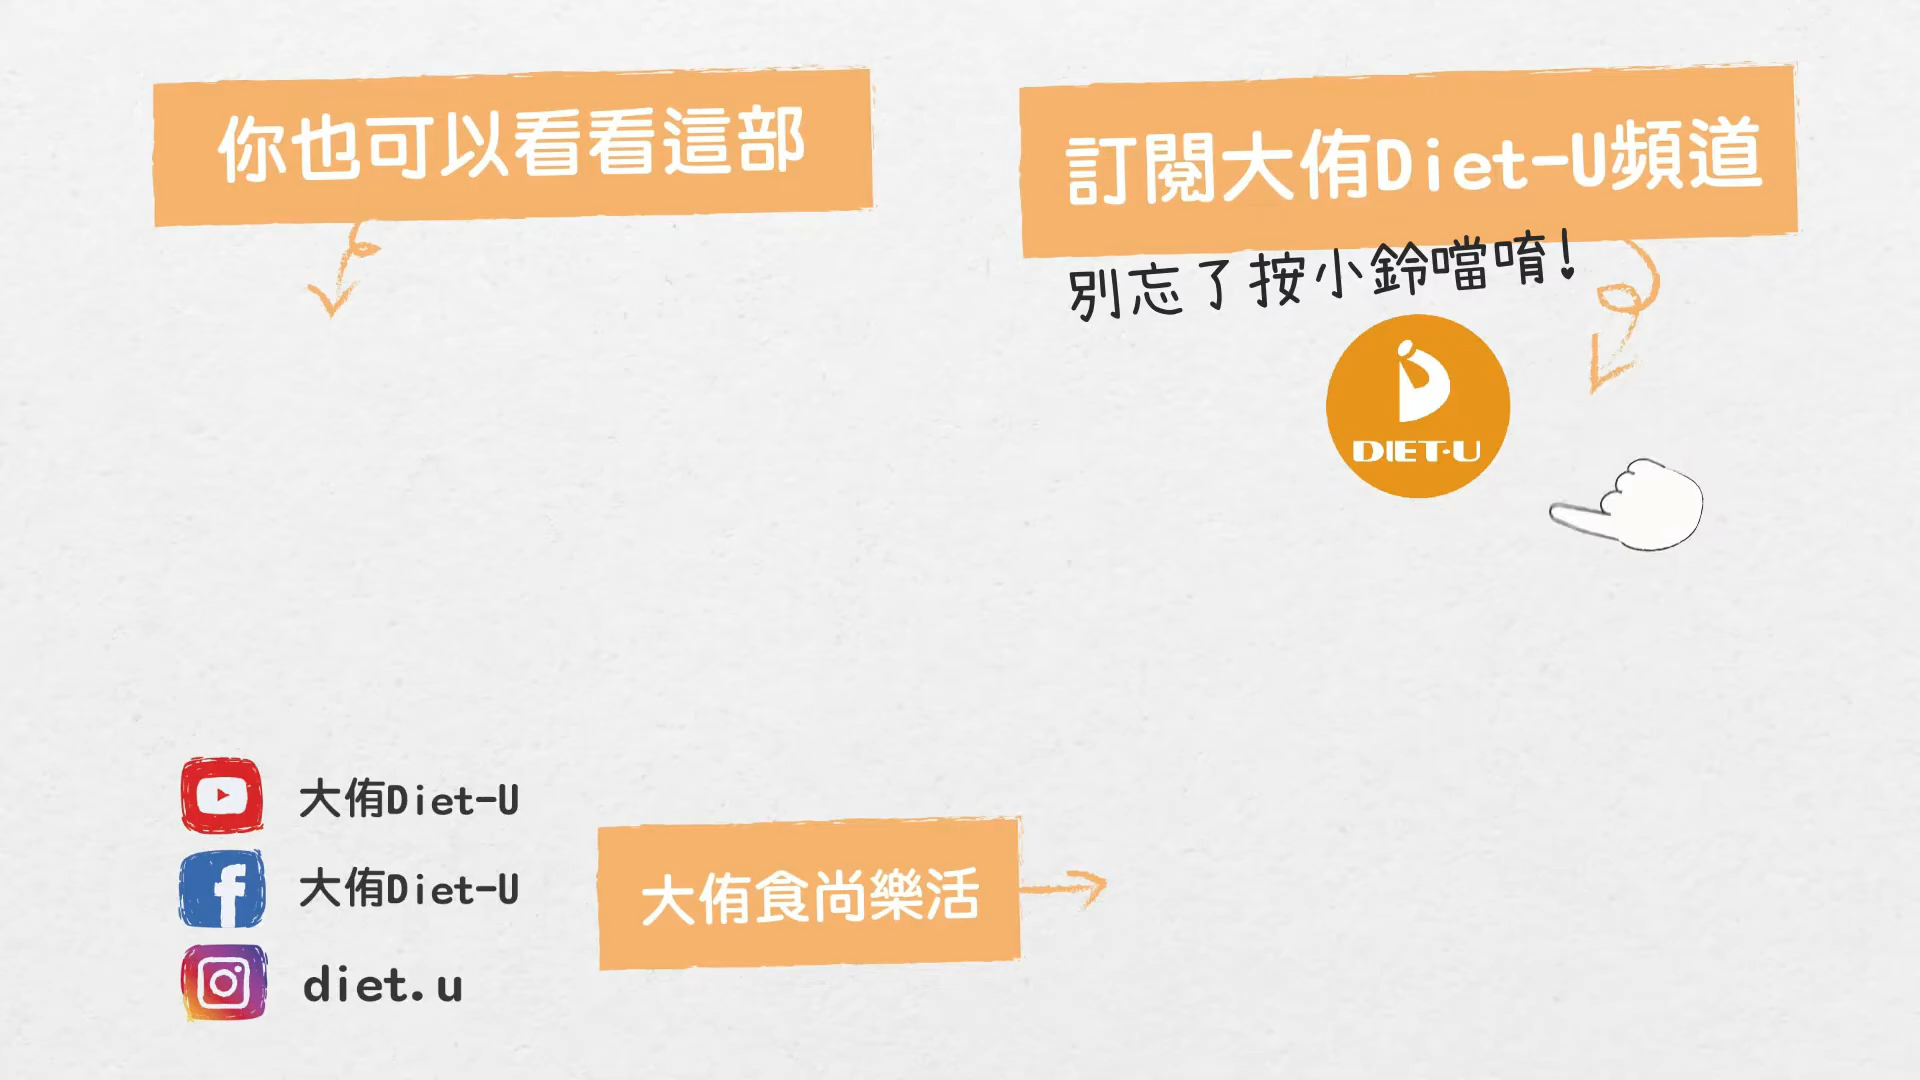 你也可以看看這部
訂閱大侑Diet-U頻道
別忘了按小鈴噹唷!
DIET-U
大侑Diet-U
大侑Diet-U
diet.u
大侑食尚樂活